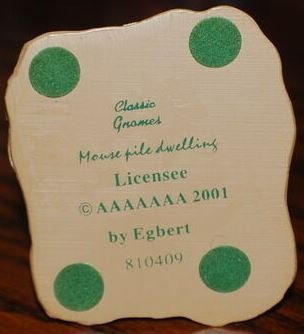 Classic
Gnomes
Mouse pile dwelling
Licensee
© AAAAAAA 2001
by Egbert
810409